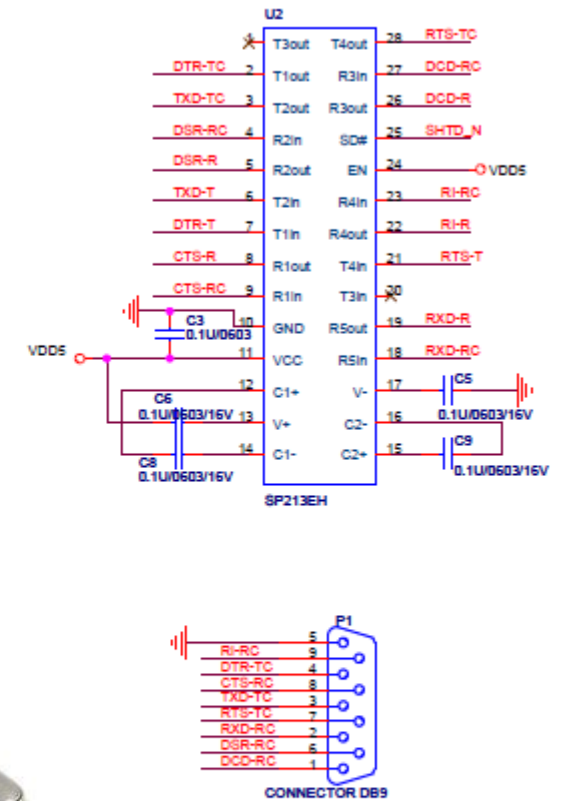 U2
1 T3out T4out 28 RTS-TC
DTR-TC 2 T1out R3In 27 DCD-RC
TXD-TC 3 T2out R3out 26 DCD-R
DSR-RC 4 R2In SD# 25 SHTD_N
DSR-R 5 R2out EN 24 VDD5
TXD-T 6 T2In R4In 23 RI-RC
DTR-T 7 T1In R4out 22 RI-R
CTS-R 8 R1out T4In 21 RTS-T
CTS-RC 9 R1In T3In 20
C3
0.1U/0603
10 GND R5out 19 RXD-R
VDD5 11 VCC R5In 18 RXD-RC
12 C1+ V- 17 C5
C6
0.1U/0603/16V 13 V+ C2- 16 0.1U/0603/16V
14 C1- C2+ 15 C9
C8
0.1U/0603/16V
0.1U/0603/16V
SP213EH
P1
5
RI-RC 9
DTR-TC 4
CTS-RC 8
TXD-TC 3
RTS-TC 7
RXD-RC 2
DSR-RC 6
DCD-RC 1
CONNECTOR DB9